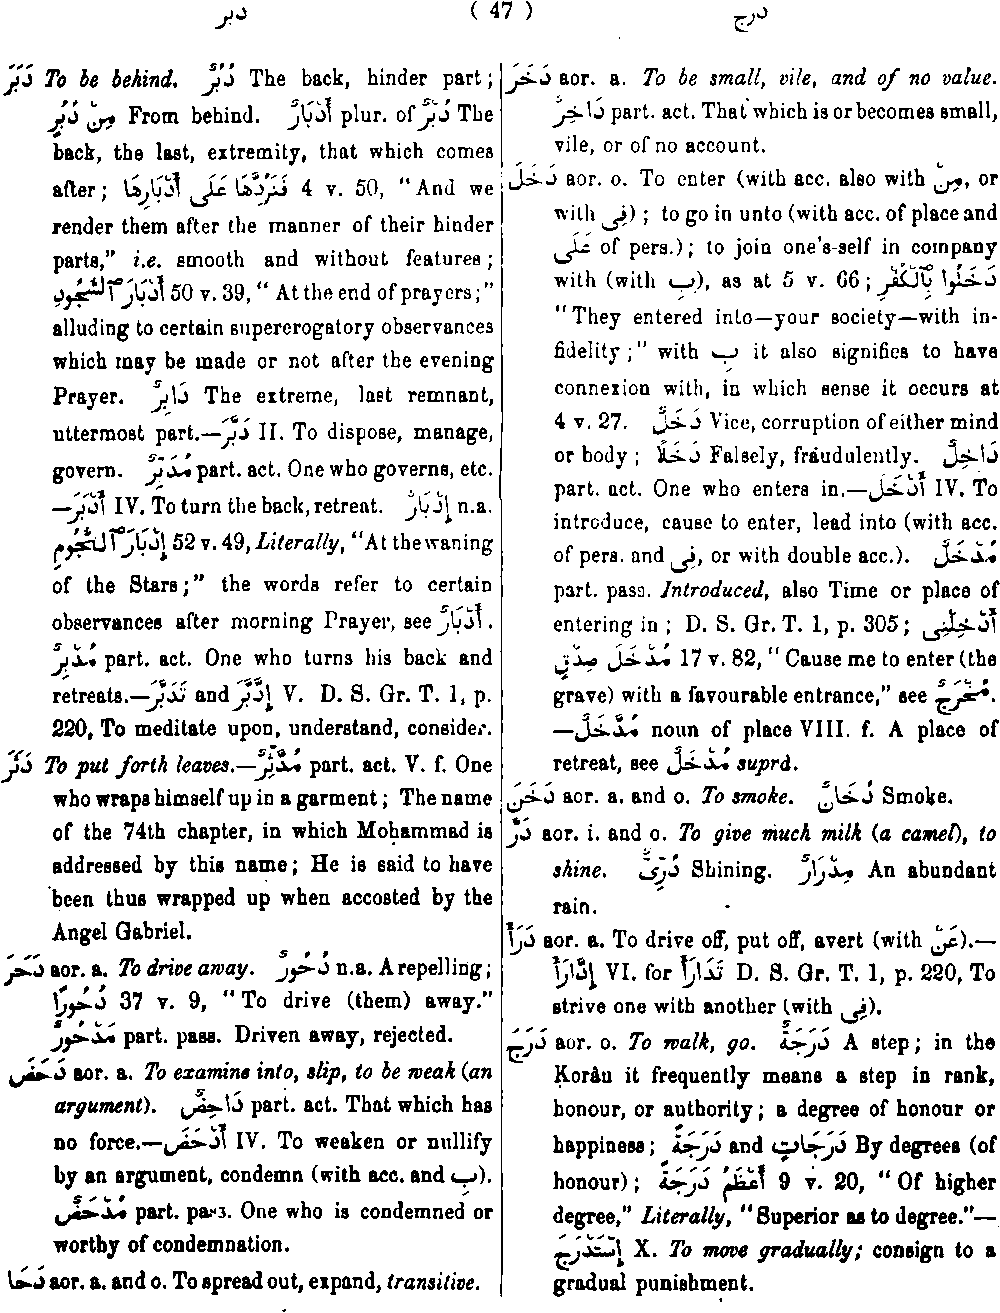 دبر ( 47 ) درج
دَبَرَ To be behind. دُبُرٌ The back, hinder part;
مِنْ دُبُرٍ From behind. أَدْبَارٌ plur. of دُبُرٌ The
back, the last, extremity, that which comes
after; فَنَرُدَّهَا عَلَى أَدْبَارِهَا 4 v. 50, "And we
render them after the manner of their hinder
parts," i.e. smooth and without features;
أَدْبَارَ ٱلسُّجُودِ 50 v. 39, "At the end of prayers;"
alluding to certain supererogatory observances
which may be made or not after the evening
Prayer. دَابِرٌ The extreme, last remnant,
uttermost part.—دَبَّرَ II. To dispose, manage,
govern. مُدَبِّرٌ part. act. One who governs, etc.
—أَدْبَرَ IV. To turn the back, retreat. إِدْبَارٌ n.a.
إِدْبَارَ ٱلنُّجُومِ 52 v. 49, Literally, "At the waning
of the Stars;" the words refer to certain
observances after morning Prayer, see أَدْبَارٌ.
مُدْبِرٌ part. act. One who turns his back and
retreats.—تَدَبَّرَ and إِدَّبَّرَ V. D. S. Gr. T. 1, p.
220, To meditate upon, understand, consider.
دَثَرَ To put forth leaves.—مُدَّثِّرٌ part. act. V. f. One
who wraps himself up in a garment; The name
of the 74th chapter, in which Mohammad is
addressed by this name; He is said to have
been thus wrapped up when accosted by the
Angel Gabriel.
دَحَرَ aor. a. To drive away. دُحُورٌ n.a. A repelling;
دُحُورًا 37 v. 9, "To drive (them) away."
مَدْحُورٌ part. pass. Driven away, rejected.
دَحَضَ aor. a. To examine into, slip, to be weak (an
argument). دَاحِضٌ part. act. That which has
no force.—أَدْحَضَ IV. To weaken or nullify
by an argument, condemn (with acc. and بِ).
مُدْحَضٌ part. pass. One who is condemned or
worthy of condemnation.
دَحَا aor. a. and o. To spread out, expand, transitive.
دَخَرَ aor. a. To be small, vile, and of no value.
دَاخِرٌ part. act. That which is or becomes small,
vile, or of no account.
دَخَلَ aor. o. To enter (with acc. also with مِنْ, or
with فِى); to go in unto (with acc. of place and
عَلَى of pers.); to join one's-self in company
with (with بِ), as at 5 v. 66; دَخَلُوا بِٱلْكُفْرِ
"They entered into—your society—with in-
fidelity;" with بِ it also signifies to have
connexion with, in which sense it occurs at
4 v. 27. دَخَلٌ Vice, corruption of either mind
or body; دَخَلًا Falsely, fraudulently. دَاخِلٌ
part. act. One who enters in.—أَدْخَلَ IV. To
introduce, cause to enter, lead into (with acc.
of pers. and فِى, or with double acc.). مُدْخَلٌ
part. pass. Introduced, also Time or place of
entering in; D. S. Gr. T. 1, p. 305; أَدْخِلْنِى
مُدْخَلَ صِدْقٍ 17 v. 82, "Cause me to enter (the
grave) with a favourable entrance," see مُخْرَجٌ.
—مُدَّخَلٌ noun of place VIII. f. A place of
retreat, see مُدْخَلٌ suprà.
دَخَنَ aor. a. and o. To smoke. دُخَانٌ Smoke.
دَرَّ aor. i. and o. To give much milk (a camel), to
shine. دُرِّىٌّ Shining. مِدْرَارٌ An abundant
rain.
دَرَأَ aor. a. To drive off, put off, avert (with عَنْ).—
إِدَّارَأَ VI. for تَدَارَأَ D. S. Gr. T. 1, p. 220, To
strive one with another (with فِى).
دَرَجَ aor. o. To walk, go. دَرَجَةٌ A step; in the
Korân it frequently means a step in rank,
honour, or authority; a degree of honour or
happiness; دَرَجَةً and دَرَجَاتٍ By degrees (of
honour); أَعْظَمُ دَرَجَةً 9 v. 20, "Of higher
degree," Literally, "Superior as to degree."—
إِسْتَدْرَجَ X. To move gradually; consign to a
gradual punishment.